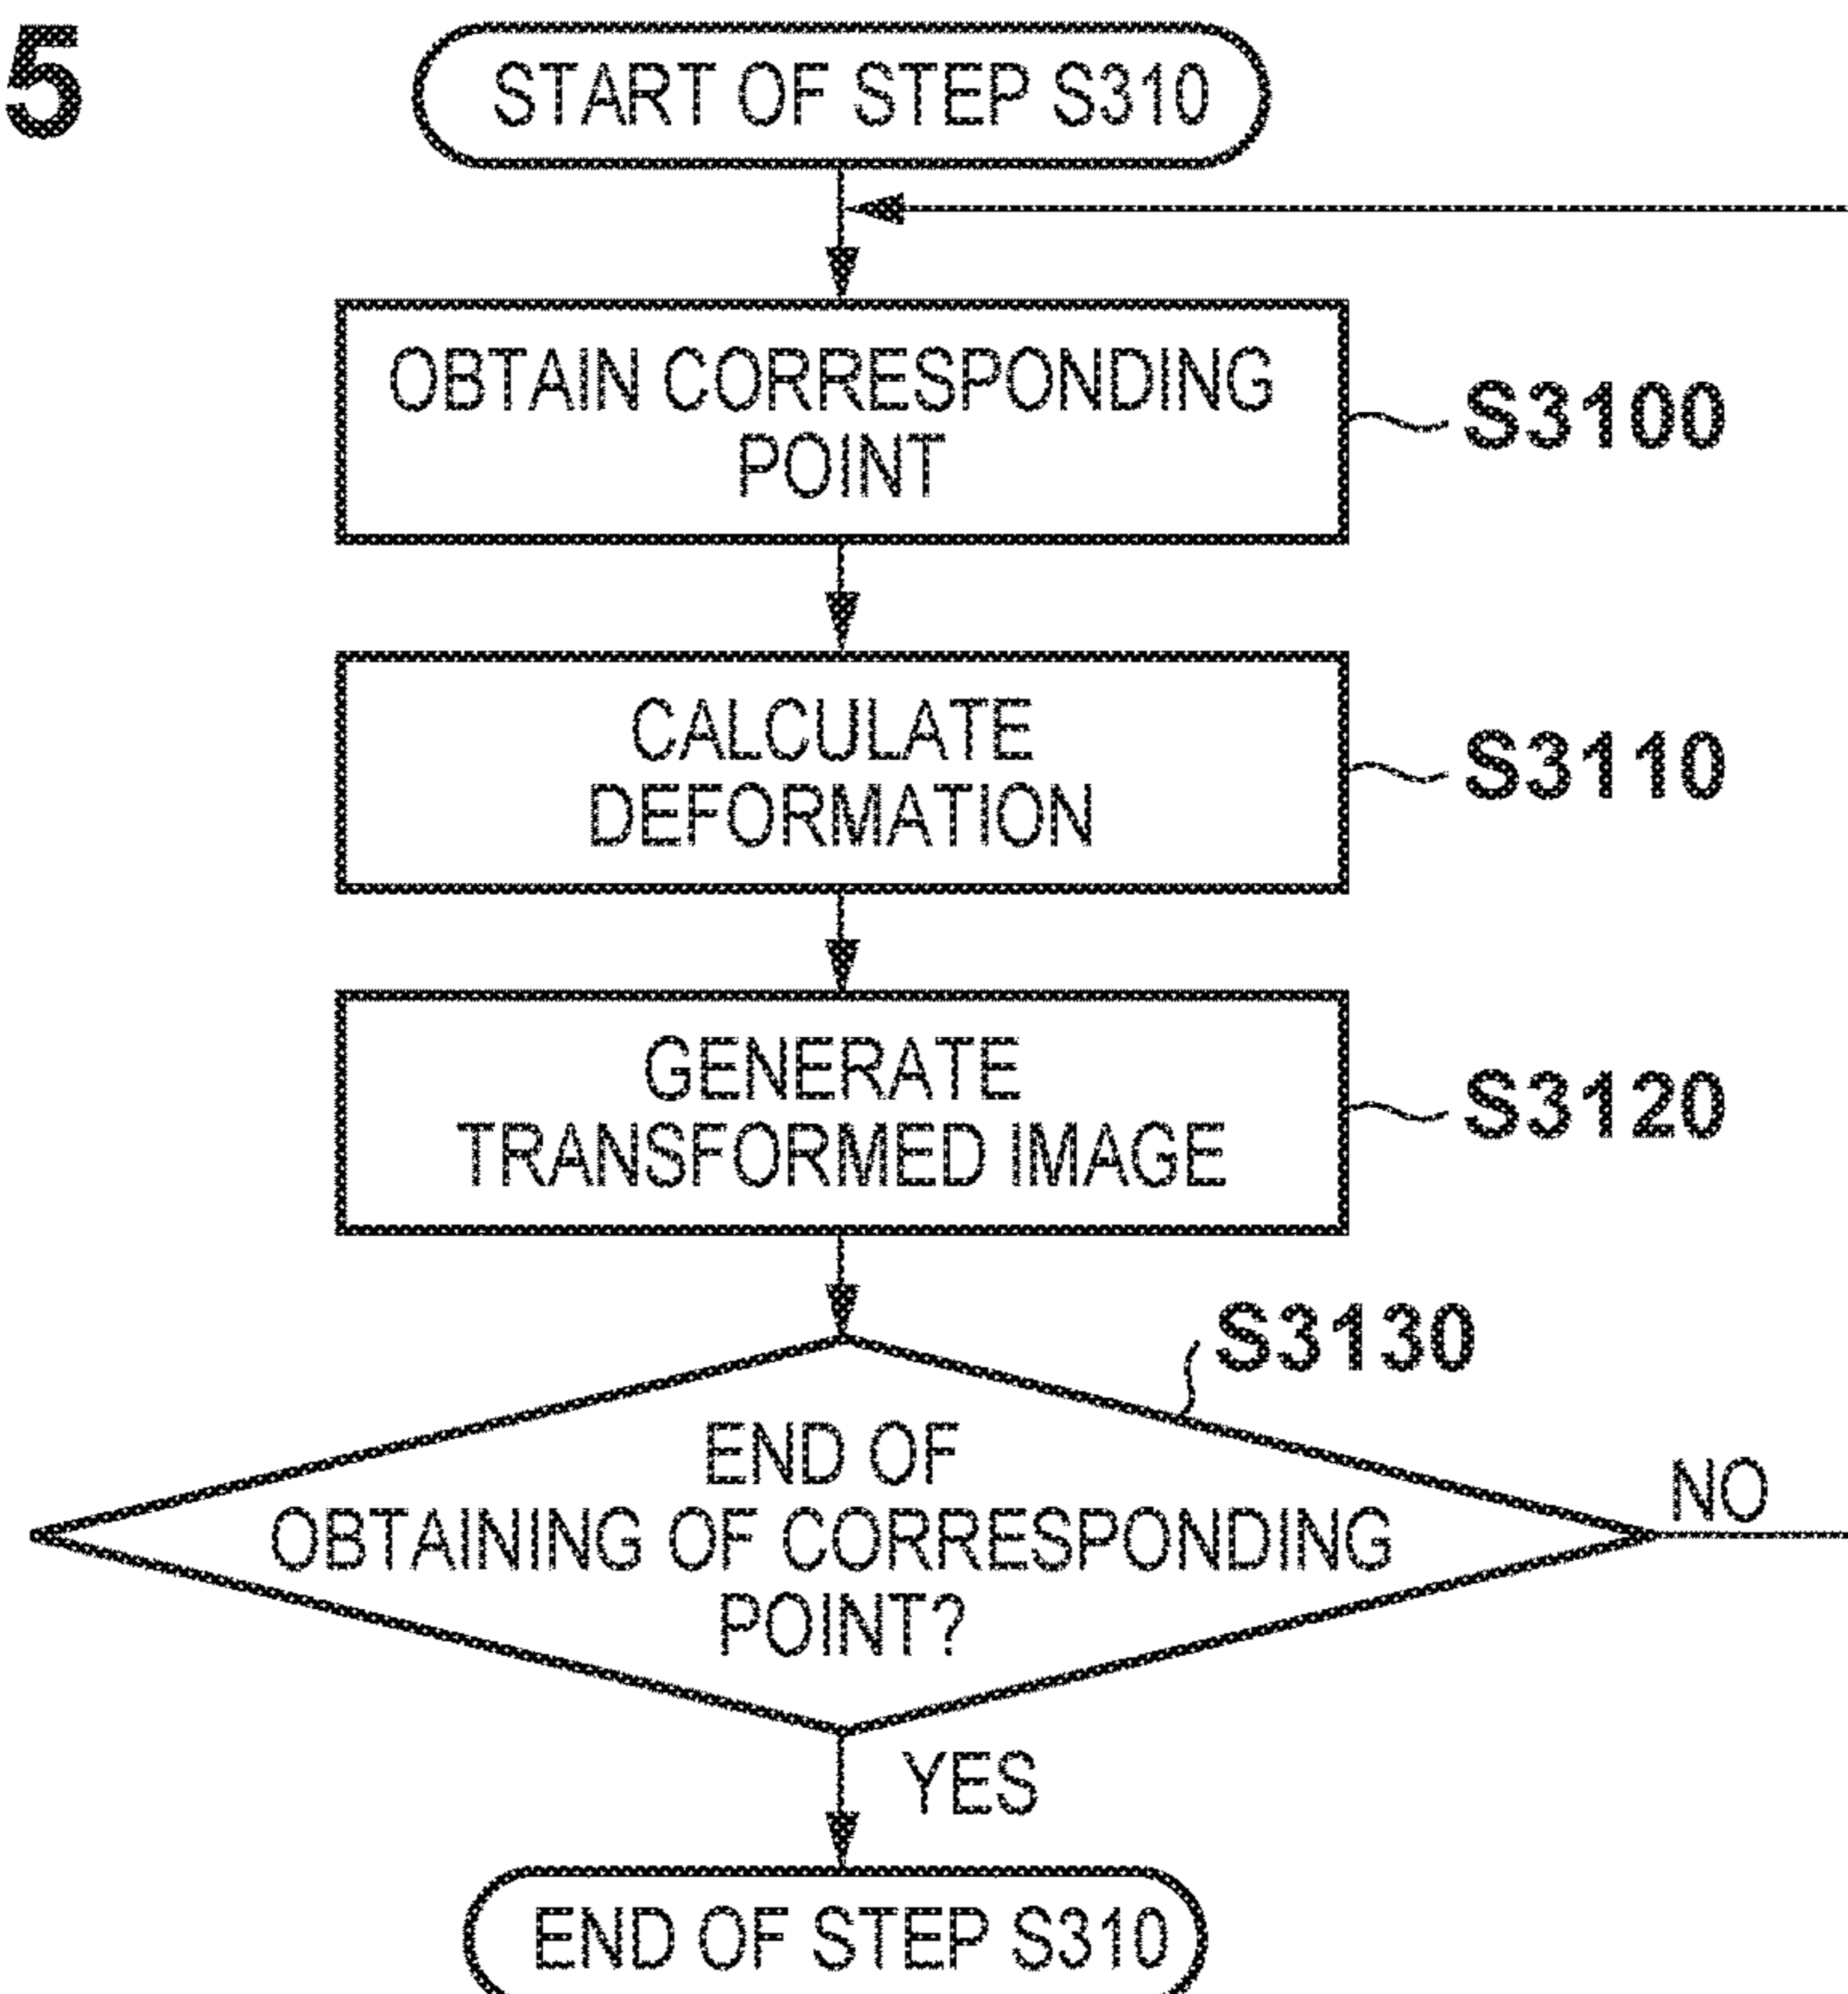 5
START OF STEP S310
OBTAIN CORRESPONDING
POINT
S3100
CALCULATE
DEFORMATION
S3110
GENERATE
TRANSFORMED IMAGE
S3120
S3130
END OF
OBTAINING OF CORRESPONDING
POINT?
NO
YES
END OF STEP S310